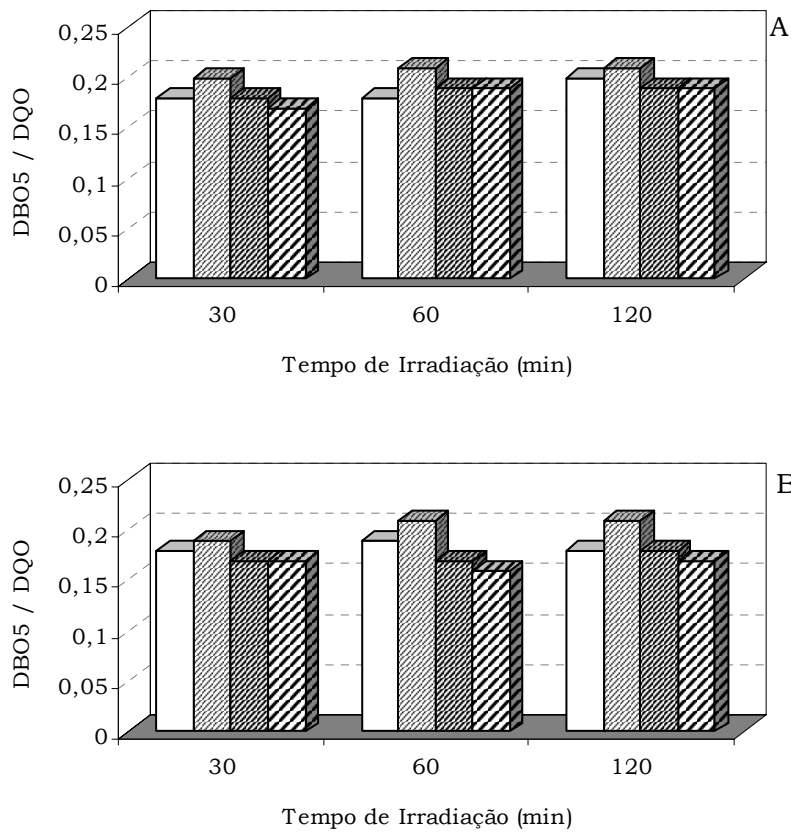 A
0,25
0,2
0,15
0,1
0,05
0
DBO5 / DQO
30 60 120
Tempo de Irradiação (min)
B
0,25
0,2
0,15
0,1
0,05
0
DBO5 / DQO
30 60 120
Tempo de Irradiação (min)